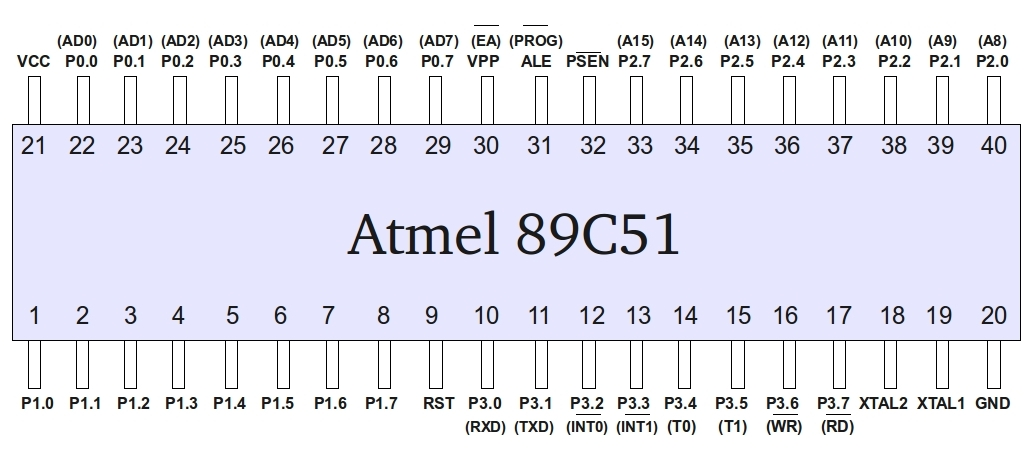 (AD0) (AD1) (AD2) (AD3) (AD4) (AD5) (AD6) (AD7) (EA) (PROG) (A15) (A14) (A13) (A12) (A11) (A10) (A9) (A8)
VCC P0.0 P0.1 P0.2 P0.3 P0.4 P0.5 P0.6 P0.7 VPP ALE PSEN P2.7 P2.6 P2.5 P2.4 P2.3 P2.2 P2.1 P2.0
21 22 23 24 25 26 27 28 29 30 31 32 33 34 35 36 37 38 39 40
Atmel 89C51
1 2 3 4 5 6 7 8 9 10 11 12 13 14 15 16 17 18 19 20
P1.0 P1.1 P1.2 P1.3 P1.4 P1.5 P1.6 P1.7 RST P3.0 P3.1 P3.2 P3.3 P3.4 P3.5 P3.6 P3.7 XTAL2 XTAL1 GND
(RXD) (TXD) (INT0) (INT1) (T0) (T1) (WR) (RD)